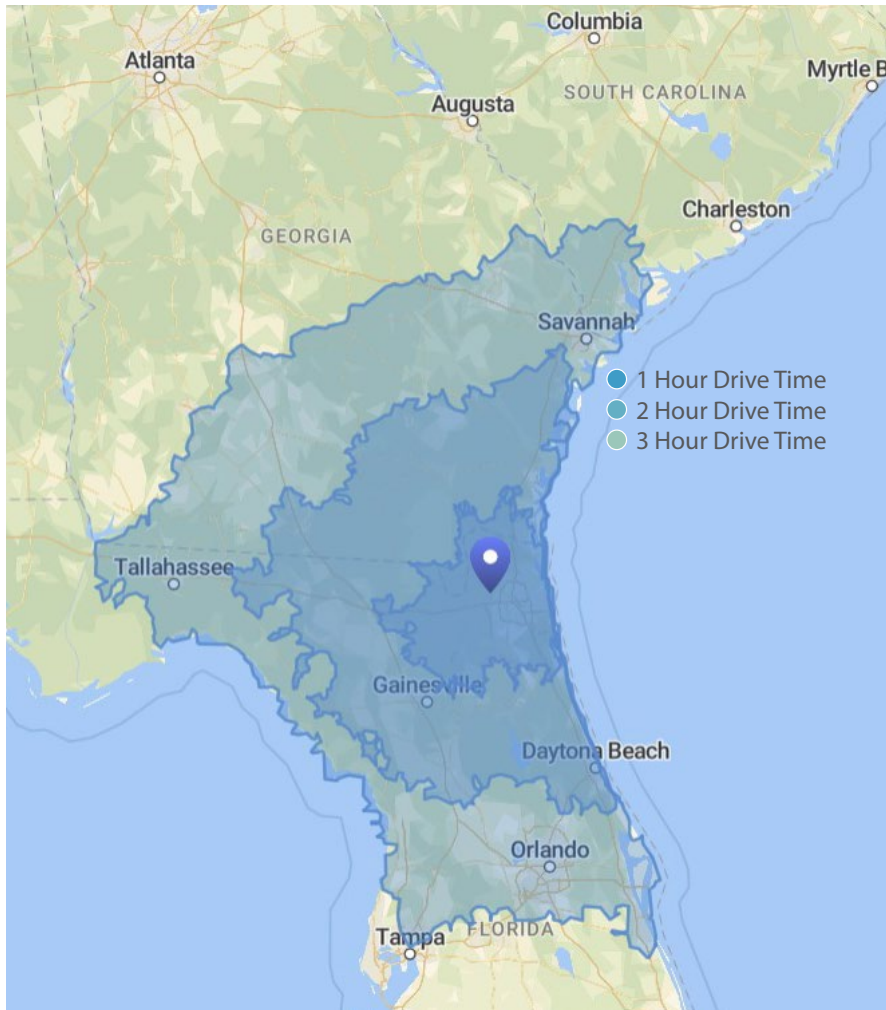 Columbia
Atlanta
Myrtle B
SOUTH CAROLINA
Augusta
Charleston
GEORGIA
Savannah
1 Hour Drive Time
2 Hour Drive Time
3 Hour Drive Time
Tallahassee
Gainesville
Daytona Beach
Orlando
FLORIDA
Tampa